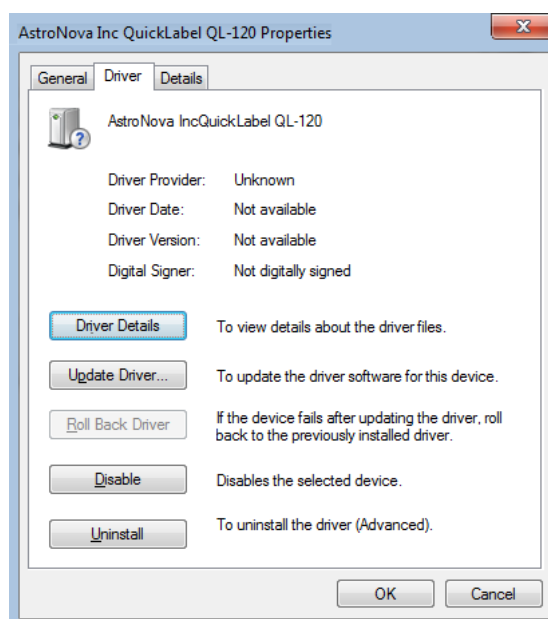 AstroNova Inc QuickLabel QL-120 Properties
General Driver Details
AstroNova IncQuickLabel QL-120
Driver Provider: Unknown
Driver Date: Not available
Driver Version: Not available
Digital Signer: Not digitally signed
Driver Details To view details about the driver files.
Update Driver... To update the driver software for this device.
Roll Back Driver If the device fails after updating the driver, roll
back to the previously installed driver.
Disable Disables the selected device.
Uninstall To uninstall the driver (Advanced).
OK Cancel